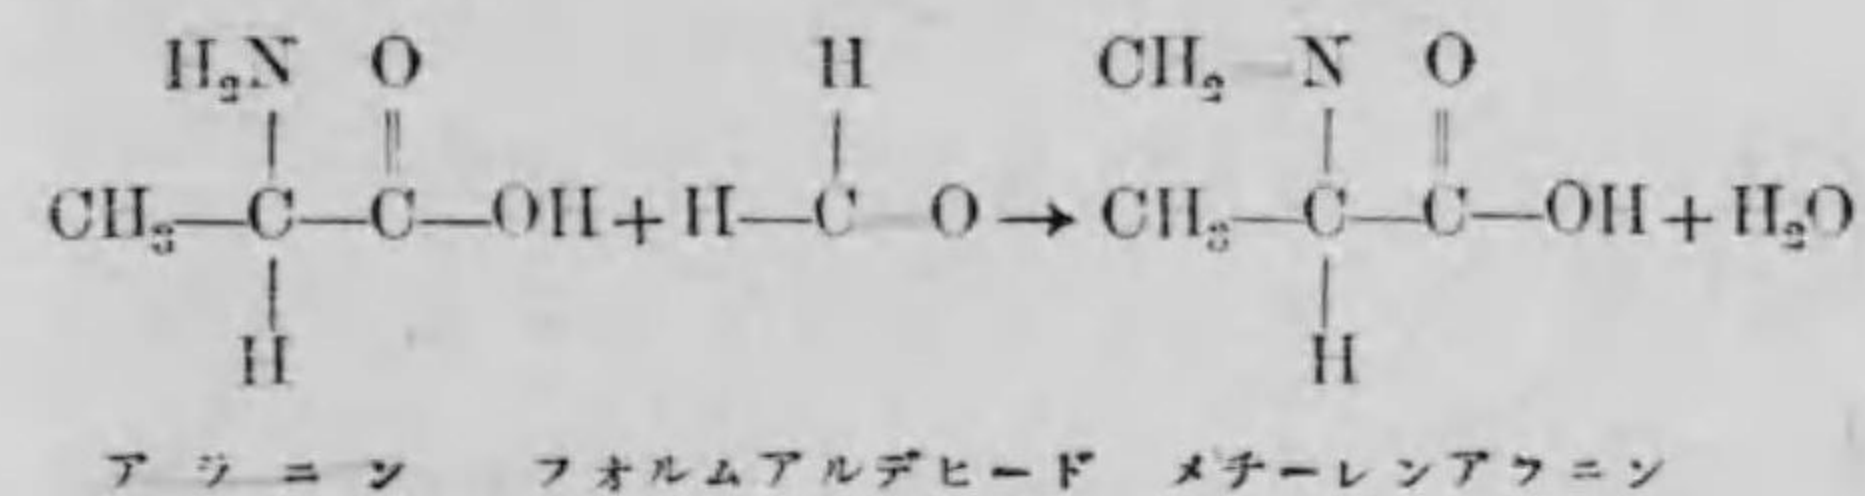 H₂N O H CH₂ N O
CH₃—C—C—OH+H—C O→CH₃—C—C—OH+H₂O
H H
アラニン フオルムアルデヒード メチーレンアラニン